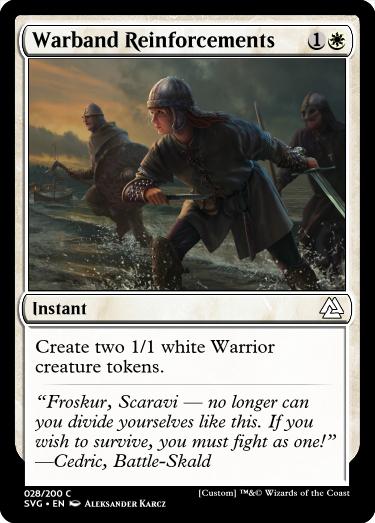 Warband Reinforcements 1
Instant
Create two 1/1 white Warrior
creature tokens.
“Froskur, Scaravi — no longer can
you divide yourselves like this. If you
wish to survive, you must fight as one!”
—Cedric, Battle-Skald
028/200 C
SVG • EN Aleksander Karcz
[Custom] ™&© Wizards of the Coast